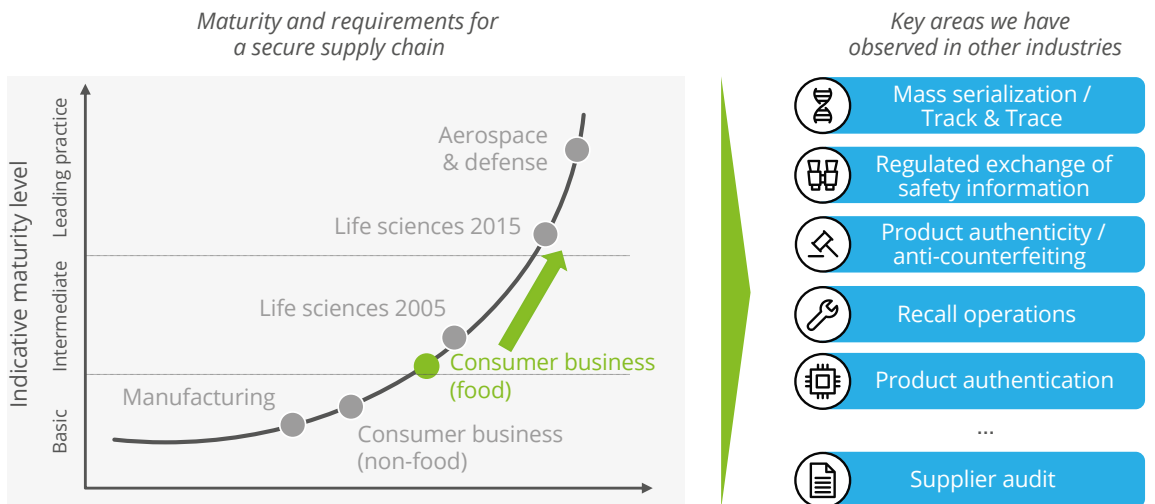 Maturity and requirements for
a secure supply chain
Indicative maturity level
Leading practice
Intermediate
Basic
Aerospace
& defense
Life sciences 2015
Life sciences 2005
Consumer business
(food)
Manufacturing
Consumer business
(non-food)
Key areas we have
observed in other industries
Mass serialization /
Track & Trace
Regulated exchange of
safety information
Product authenticity /
anti-counterfeiting
Recall operations
Product authentication
...
Supplier audit